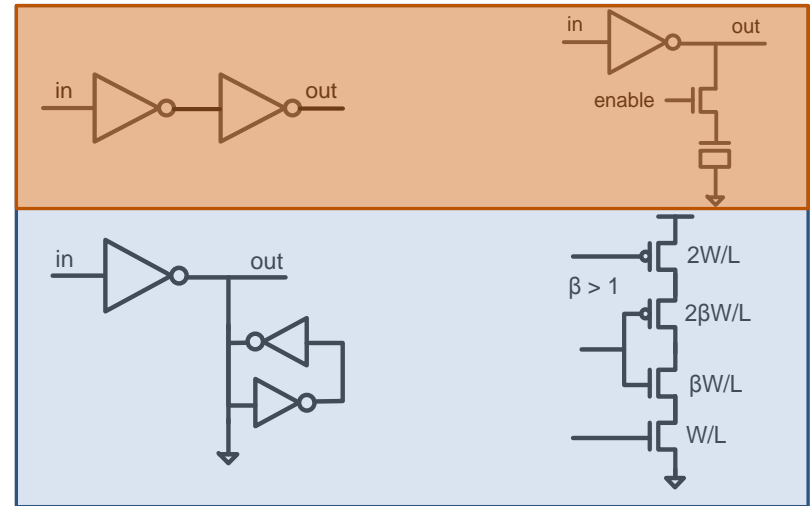 in
out
in
out
enable
in
out
β > 1
2W/L
2βW/L
βW/L
W/L